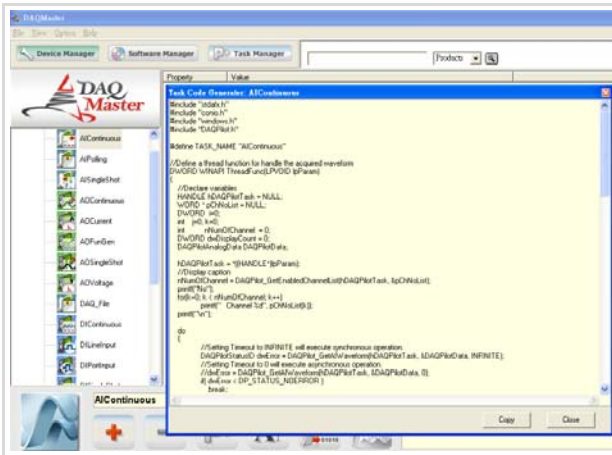 DAQMaster
File View Option Help
Device Manager
Software Manager
Task Manager
Products
DAQ
Master
Property Value
Task Code Generater: AIContinuous
#include "stdafx.h"
#include "conio.h"
#include "windows.h"
#include "DAQPilot.h"
#define TASK_NAME "AIContinuous"
//Define a thread function for handle the acquired waveform
DWORD WINAPI ThreadFunc(LPVOID lpParam)
{
//Declare variables
HANDLE hDAQPilotTask = NULL;
WORD * pChNoList = NULL;
DWORD i=0;
int j=0, k=0;
int nNumOfChannel = 0;
DWORD dwDisplayCount = 0;
DAQPilotAnalogData DAQPilotData;
hDAQPilotTask = *((HANDLE*)lpParam);
//Display caption
nNumOfChannel = DAQPilot_GetEnabledChannelList(hDAQPilotTask, &pChNoList);
printf("No");
for(k=0; k < nNumOfChannel; k++)
printf(" Channel %d", pChNoList[k]);
printf("\n");
do
{
//Setting Timeout to INFINITE will execute synchronous operation.
DAQPilotStatusID dwError = DAQPilot_GetAIWaveform(hDAQPilotTask, &DAQPilotData, INFINITE);
//Setting Timeout to 0 will execute asynchronous operation.
//dwError = DAQPilot_GetAIWaveform(hDAQPilotTask, &DAQPilotData, 0);
if( dwError < DP_STATUS_NOERROR )
break;
AIContinuous
AIPolling
AISingleShot
AOContinuous
AOCurrent
AOFunGen
AOSingleShot
AOVoltage
DAQ_File
DIContinuous
DILineInput
DIPortInput
AIContinuous
Copy
Close